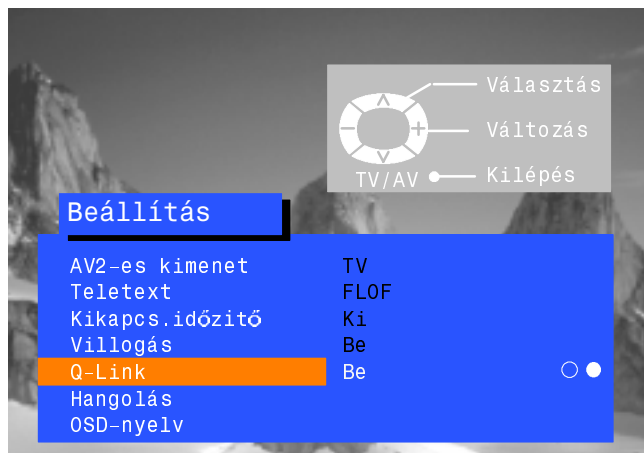 Választás
Változás
TV/AV Kilépés
Beállítás
AV2-es kimenet TV
Teletext FLOF
Kikapcs.időzitő Ki
Villogás Be
Q-Link Be
Hangolás
OSD-nyelv